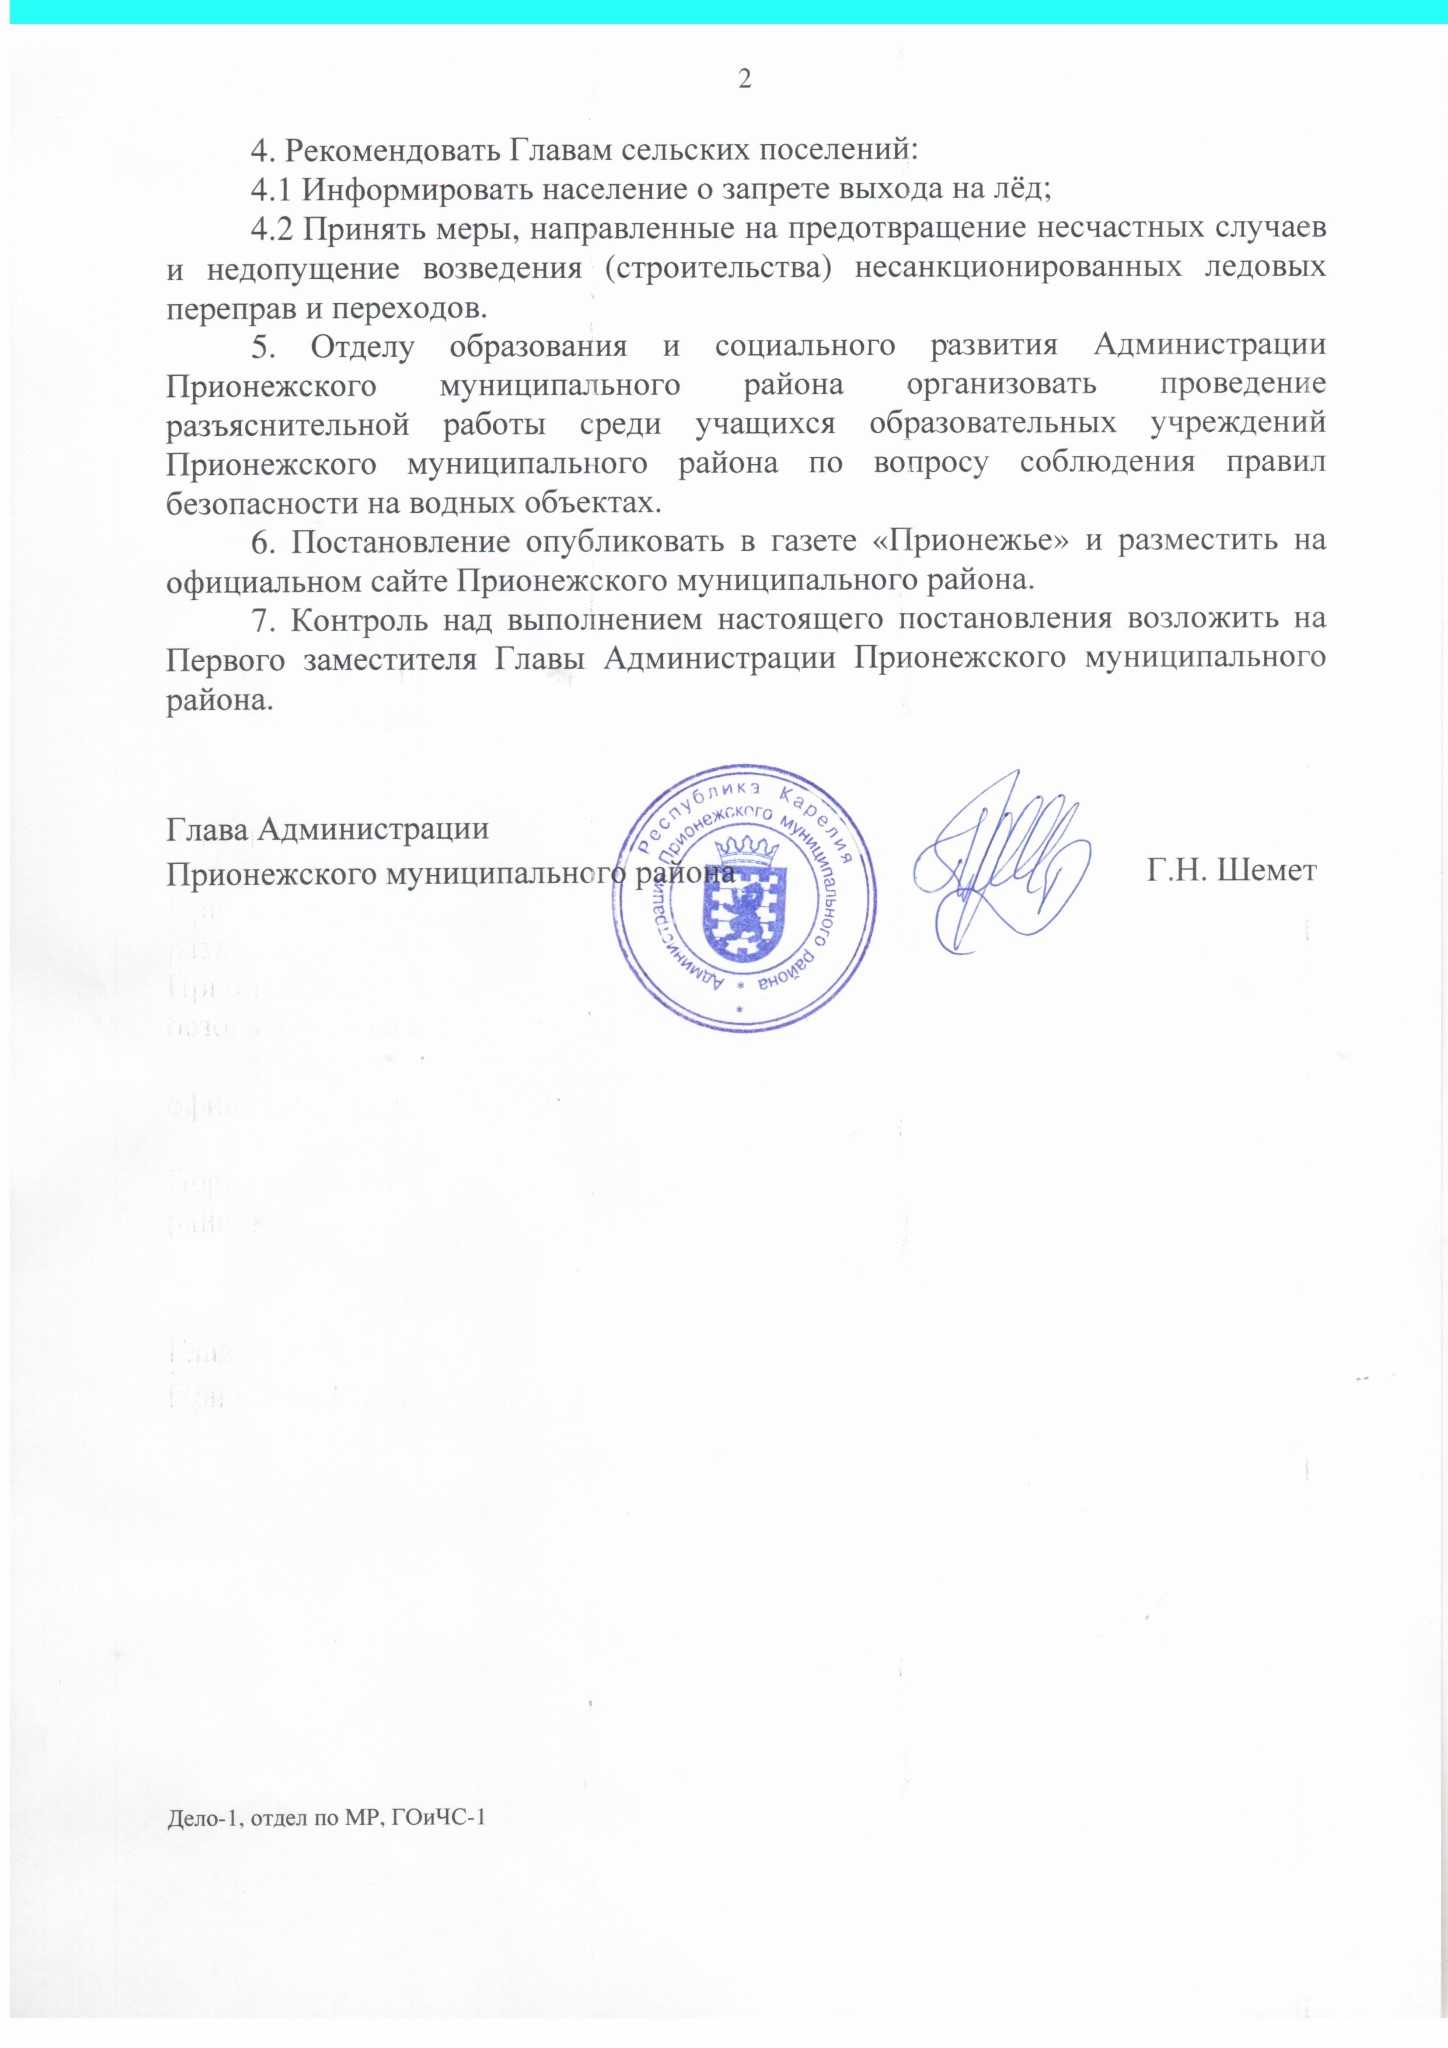 2
4. Рекомендовать Главам сельских поселений:
4.1 Информировать население о запрете выхода на лёд;
4.2 Принять меры, направленные на предотвращение несчастных случаев
и недопущение возведения (строительства) несанкционированных ледовых
переправ и переходов.
5. Отделу образования и социального развития Администрации
Прионежского муниципального района организовать проведение
разъяснительной работы среди учащихся образовательных учреждений
Прионежского муниципального района по вопросу соблюдения правил
безопасности на водных объектах.
6. Постановление опубликовать в газете «Прионежье» и разместить на
официальном сайте Прионежского муниципального района.
7. Контроль над выполнением настоящего постановления возложить на
Первого заместителя Главы Администрации Прионежского муниципального
района.
Глава Администрации
Прионежского муниципального района
Г.Н. Шемет
Республика Карелия
Администрация Прионежского муниципального района
Дело-1, отдел по МР, ГОиЧС-1